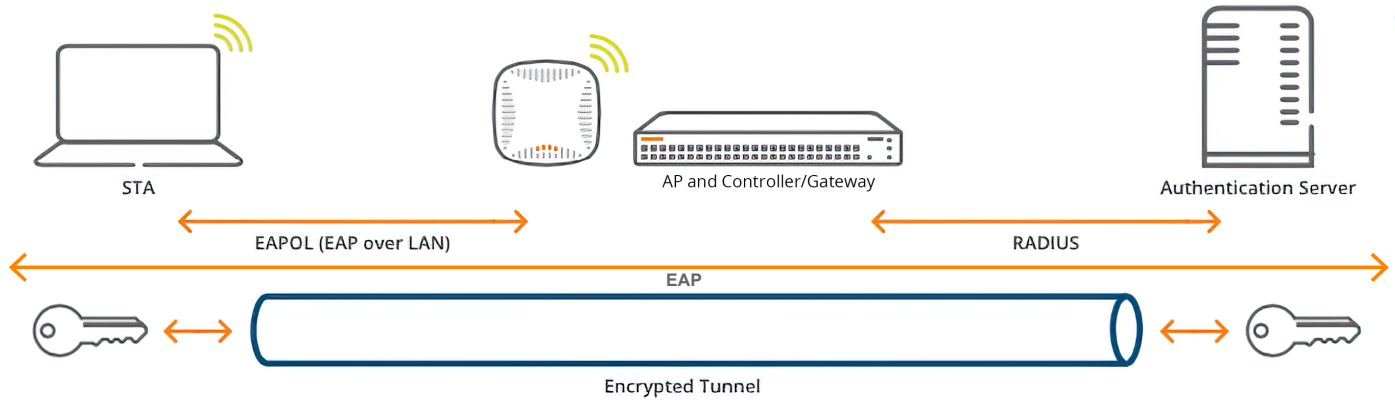 STA
AP and Controller/Gateway
Authentication Server
EAPOL (EAP over LAN)
RADIUS
EAP
Encrypted Tunnel